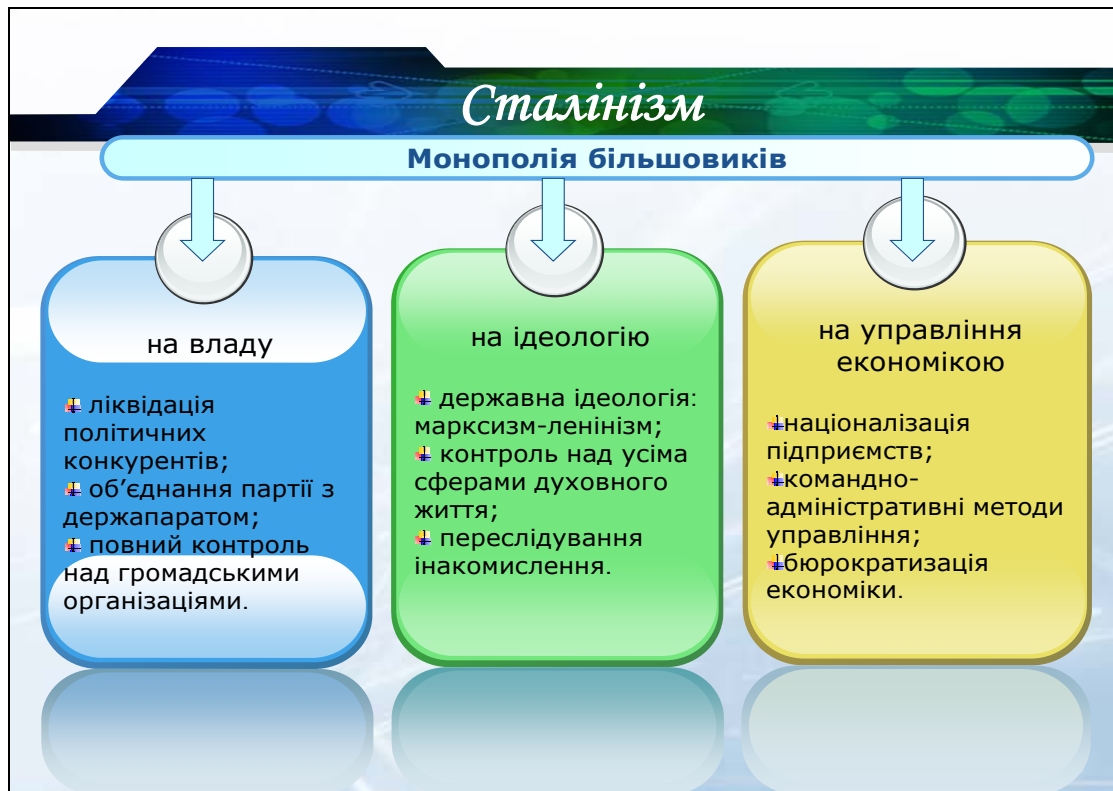 Сталінізм
Монополія більшовиків
на владу
ліквідація
політичних
конкурентів;
об’єднання партії з
держапаратом;
повний контроль
над громадськими
організаціями.
на ідеологію
державна ідеологія:
марксизм-ленінізм;
контроль над усіма
сферами духовного
життя;
переслідування
інакомислення.
на управління
економікою
націоналізація
підприємств;
командно-
адміністративні методи
управління;
бюрократизація
економіки.